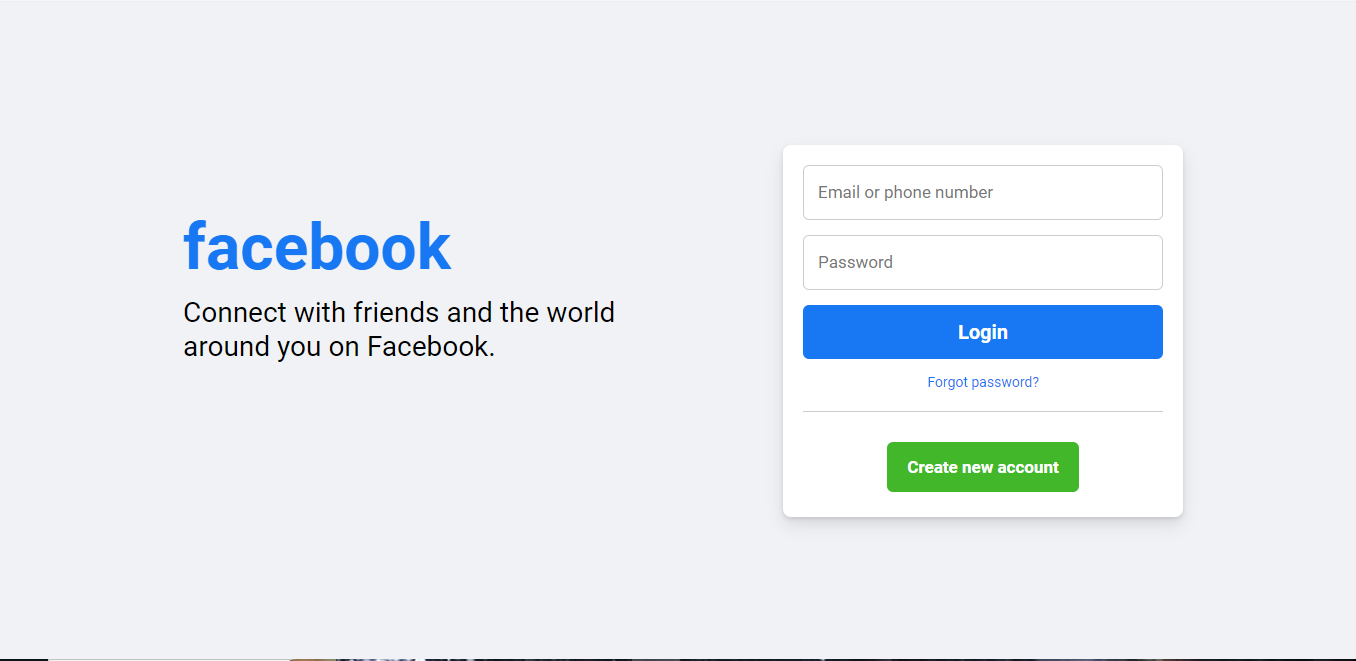 facebook
Connect with friends and the world
around you on Facebook.
Email or phone number
Password
Login
Forgot password?
Create new account